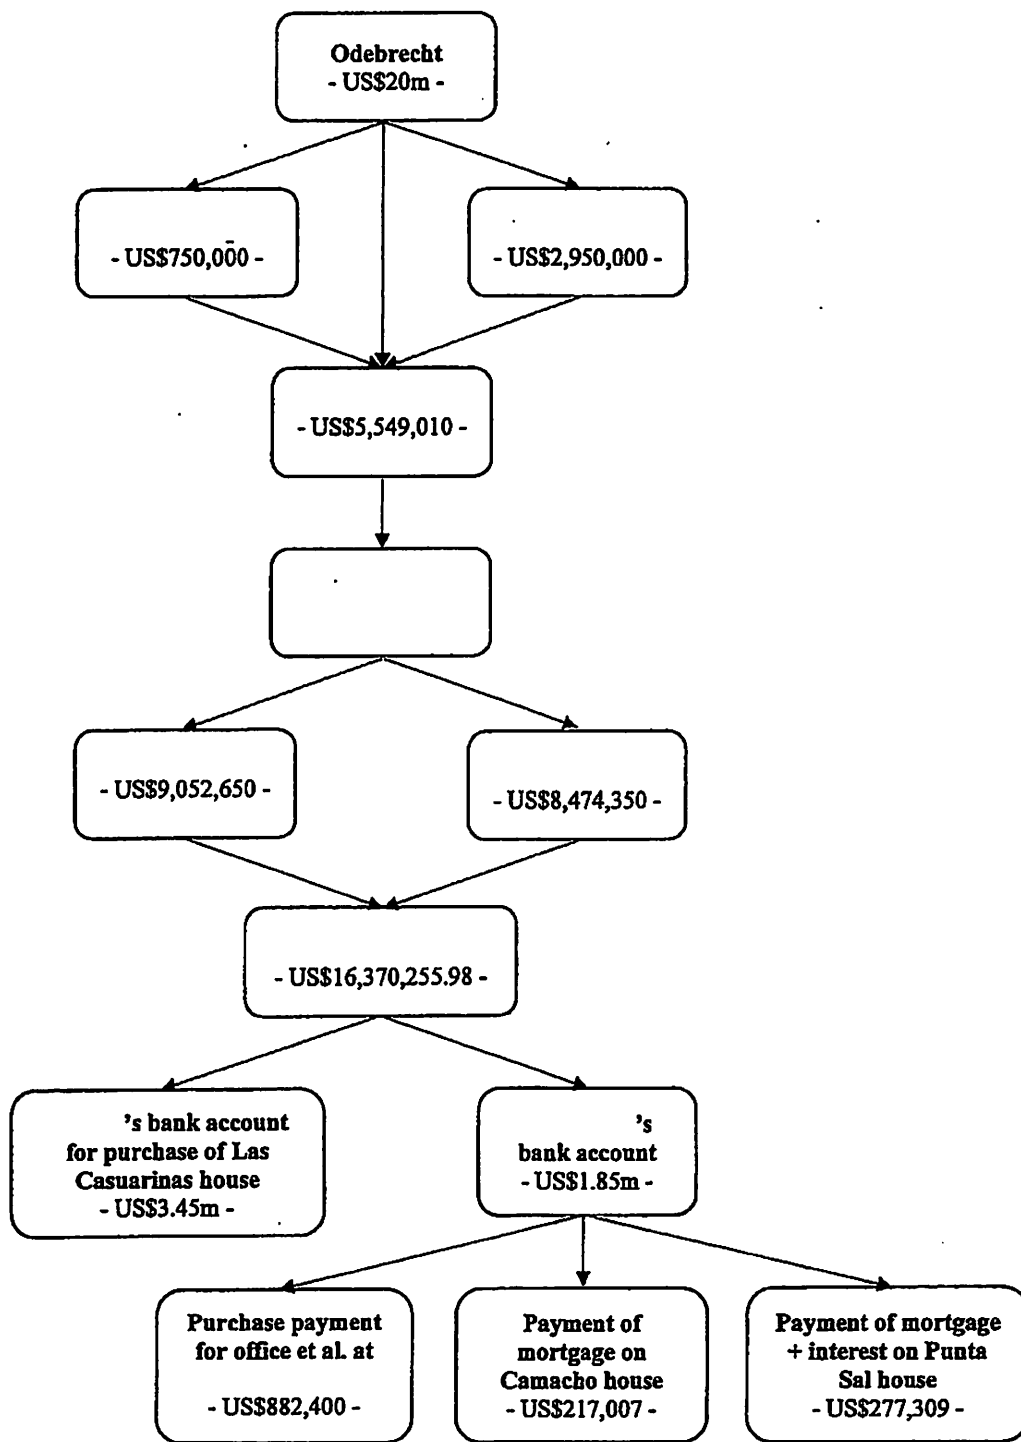 Odebrecht
- US$20m -
- US$750,000 -
- US$2,950,000 -
- US$5,549,010 -
- US$9,052,650 -
- US$8,474,350 -
- US$16,370,255.98 -
's bank account
for purchase of Las
Casuarinas house
- US$3.45m -
's
bank account
- US$1.85m -
Purchase payment
for office et al. at
- US$882,400 -
Payment of
mortgage on
Camacho house
- US$217,007 -
Payment of mortgage
+ interest on Punta
Sal house
- US$277,309 -